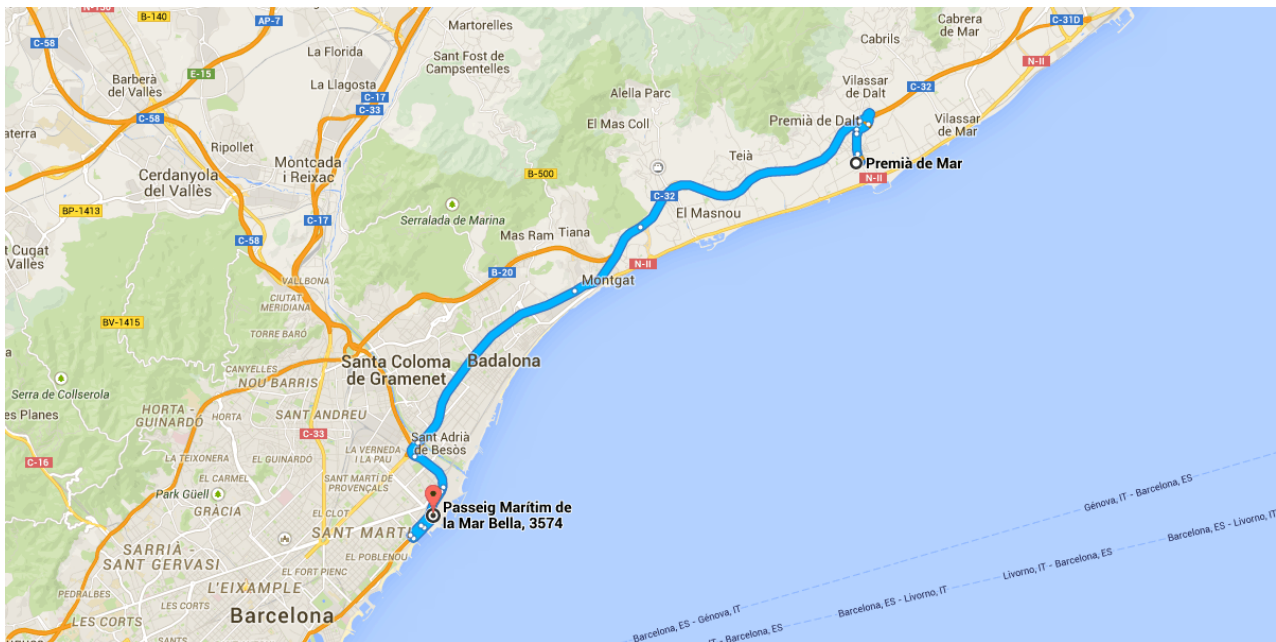 N-150
B-140
AP-7
Martorelles
Cabrera
de Mar
C-31D
C-58
La Florida
Sant Fost de
Campsentelles
Cabrils
N-II
Barberà
del Vallès
E-15
La Llagosta
C-17
C-33
Alella Parc
Vilassar
de Dalt
C-32
C-58
El Mas Coll
Premià de Dalt
Vilassar
de Mar
Ripollet
Teià
Montcada
i Reixac
Premià de Mar
Cerdanyola
del Vallès
B-500
N-II
C-32
BP-1413
C-17
Serralada de Marina
El Masnou
Mas Ram
Tiana
t Cugat
Vallès
C-58
N-II
B-20
VALLBONA
Montgat
CIUTAT
MERIDIANA
BV-1415
TORRE BARÓ
Santa Coloma
de Gramenet
Badalona
CANYELLES
NOU BARRIS
Serra de Collserola
es Planes
HORTA -
GUINARDÓ
HORTA
SANT ANDREU
C-33
Sant Adrià
de Besòs
LA VERNEDA
I LA PAU
LA TEIXONERA
EL GUINARDÓ
C-16
EL CARMEL
SANT MARTÍ DE
PROVENÇALS
Park Güell
GRÀCIA
Passeig Marítim de
la Mar Bella, 3574
EL CLOT
SANT MARTÍ
Génova, IT - Barcelona, ES
Barcelona, ES - Livorno, IT
SARRIÀ -
SANT GERVASI
EL POBLENOU
EL FORT PIENC
L'EIXAMPLE
Livorno, IT - Barcelona, ES
PEDRALBES
LES CORTS
LES CORTS
Barcelona
Barcelona, ES - Livorno, IT
SANTS
Barcelona, ES - Génova, IT
IT - Barcelona, ES